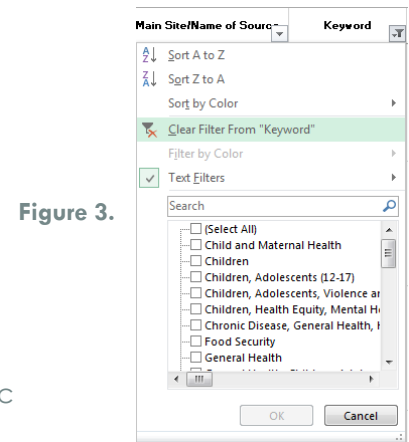 Main Site/Name of Source Keyword
Sort A to Z
Sort Z to A
Sort by Color
Clear Filter From "Keyword"
Filter by Color
Text Filters
Figure 3.
Search
(Select All)
Child and Maternal Health
Children
Children, Adolescents (12-17)
Children, Adolescents, Violence
Children, Health Equity, Mental
Chronic Disease, General Health,
Food Security
General Health
C
OK Cancel